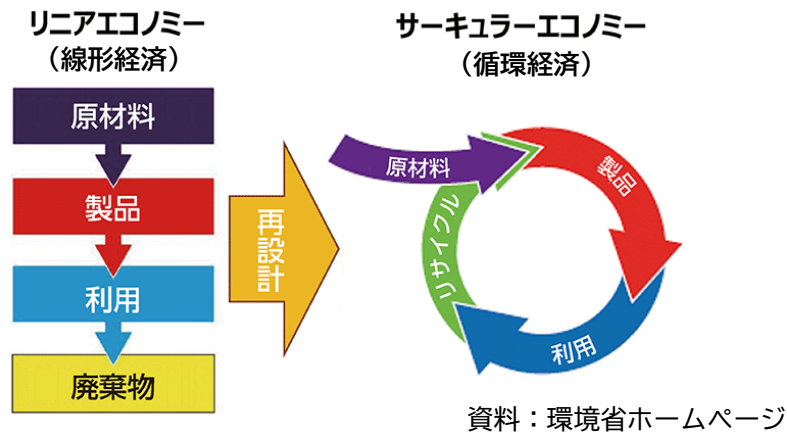 リニアエコノミー
（線形経済）
原材料
製品
利用
廃棄物
再設計
サーキュラーエコノミー
（循環経済）
原材料
製品
利用
リサイクル
資料：環境省ホームページ